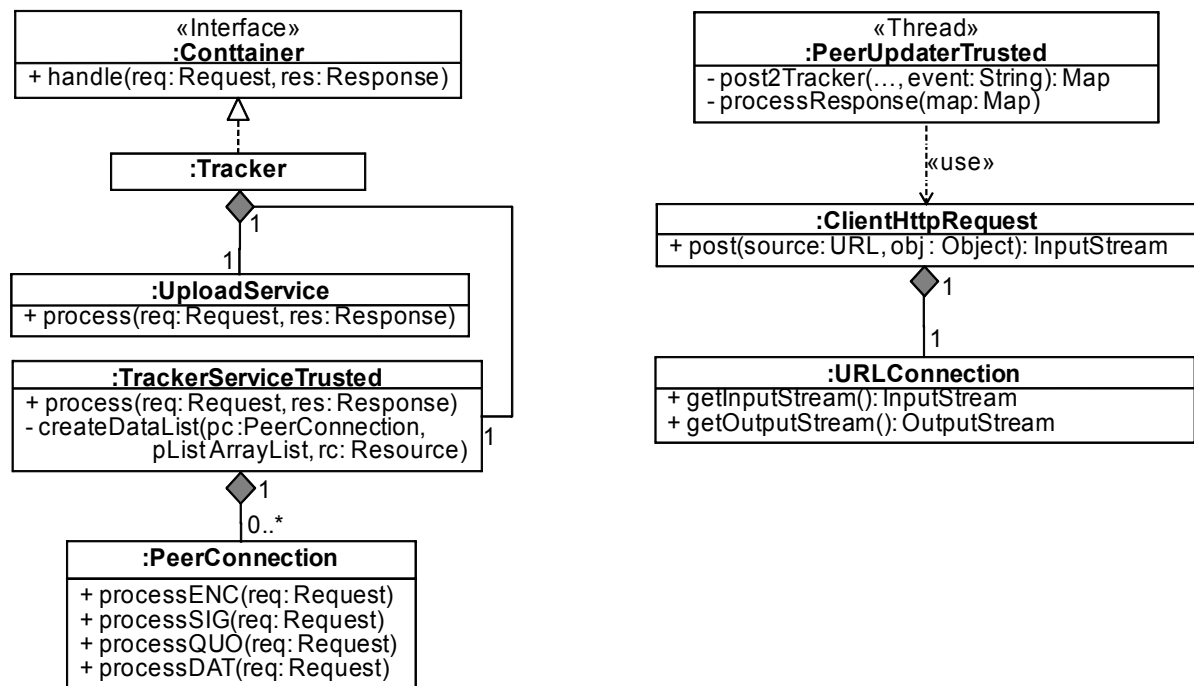 «Interface»
:Conttainer
+ handle(req: Request, res: Response)
:Tracker
1
1
:UploadService
+ process(req: Request, res: Response)
:TrackerServiceTrusted
+ process(req: Request, res: Response)
- createDataList(pc :PeerConnection,
pList ArrayList, rc: Resource)
1
1
0..*
:PeerConnection
+ processENC(req: Request)
+ processSIG(req: Request)
+ processQUO(req: Request)
+ processDAT(req: Request)
«Thread»
:PeerUpdaterTrusted
- post2Tracker(..., event: String): Map
- processResponse(map: Map)
«use»
:ClientHttpRequest
+ post(source: URL, obj : Object): InputStream
1
1
:URLConnection
+ getInputStream(): InputStream
+ getOutputStream(): OutputStream